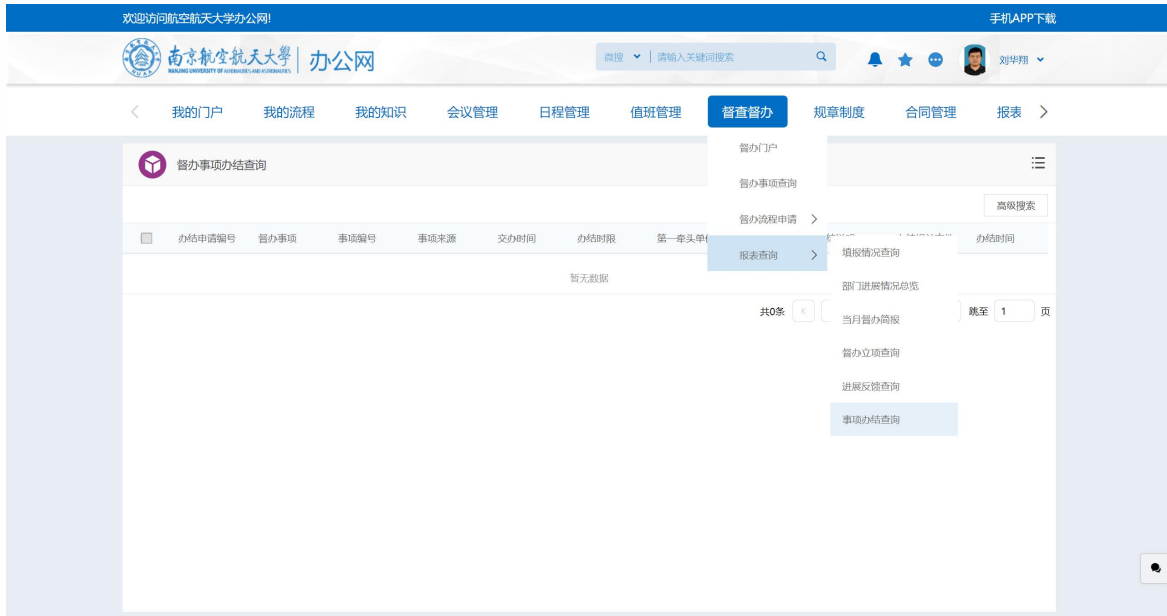 欢迎访问航空航天大学办公网!
手机APP下载
南京航空航天大學 办公网
NANJING UNIVERSITY OF AERONAUTICS AND ASTRONAUTICS
微搜 请输入关键词搜索
刘华翔
我的门户 我的流程 我的知识 会议管理 日程管理 值班管理 督查督办 规章制度 合同管理 报表
督办事项办结查询
督办门户
督办事项查询
高级搜索
督办流程申请
办结申请编号 督办事项 事项编号 事项来源 交办时间 办结时限 第一牵头单 办结时间
报表查询
填报情况查询
暂无数据
部门进展情况总览
共0条 跳至 1 页
当月督办简报
督办立项查询
进展反馈查询
事项办结查询